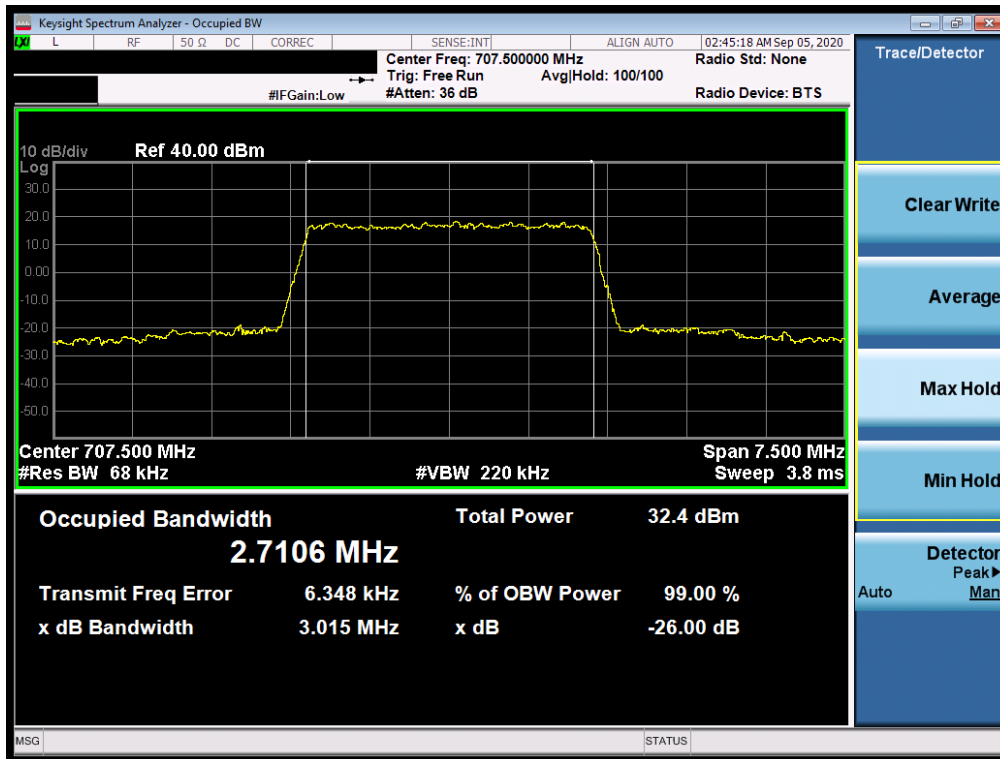 Keysight Spectrum Analyzer - Occupied BW
LXI L RF 50 Ω DC CORREC SENSE:INT ALIGN AUTO 02:45:18 AM Sep 05, 2020
Center Freq: 707.500000 MHz Radio Std: None
Trig: Free Run Avg|Hold: 100/100
#IFGain:Low #Atten: 36 dB Radio Device: BTS
10 dB/div Ref 40.00 dBm
Log
30.0
20.0
10.0
0.00
-10.0
-20.0
-30.0
-40.0
-50.0
Center 707.500 MHz Span 7.500 MHz
#Res BW 68 kHz #VBW 220 kHz Sweep 3.8 ms
Occupied Bandwidth Total Power 32.4 dBm
2.7106 MHz
Transmit Freq Error 6.348 kHz % of OBW Power 99.00 %
x dB Bandwidth 3.015 MHz x dB -26.00 dB
MSG STATUS
Trace/Detector
Clear Write
Average
Max Hold
Min Hold
Detector
Peak▶
Auto Man